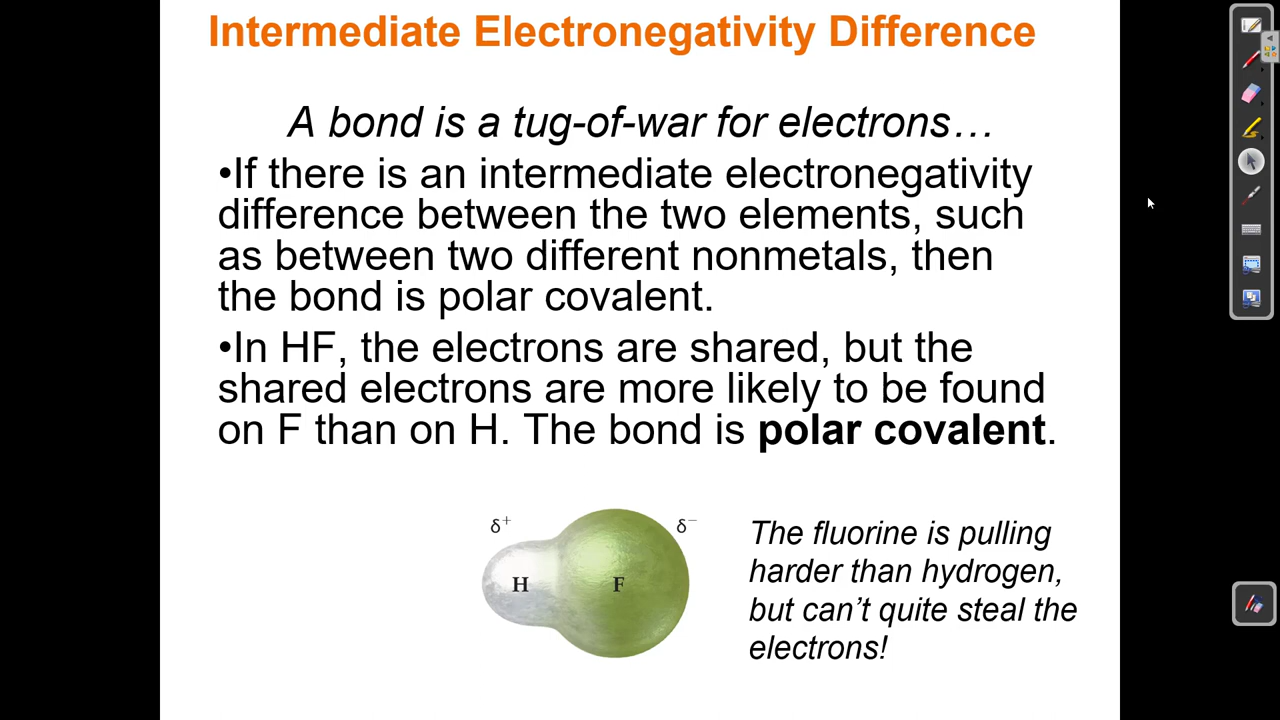 Intermediate Electronegativity Difference
A bond is a tug-of-war for electrons…
•If there is an intermediate electronegativity
difference between the two elements, such
as between two different nonmetals, then
the bond is polar covalent.
•In HF, the electrons are shared, but the
shared electrons are more likely to be found
on F than on H. The bond is polar covalent.
δ⁺ δ⁻
H F
The fluorine is pulling
harder than hydrogen,
but can’t quite steal the
electrons!